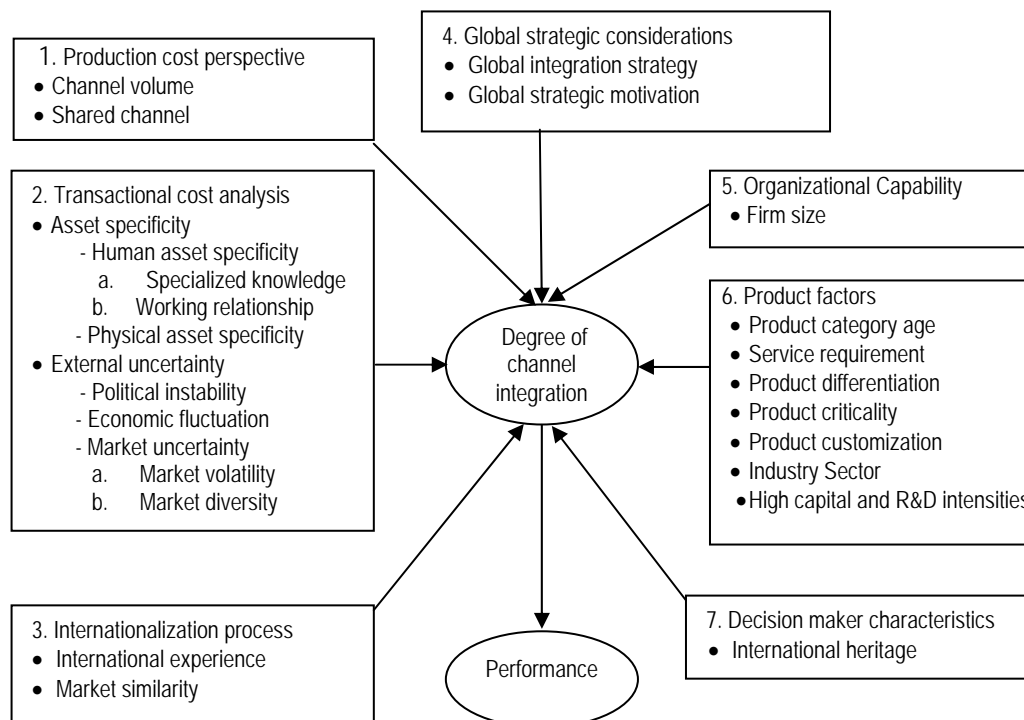 1. Production cost perspective
• Channel volume
• Shared channel
2. Transactional cost analysis
• Asset specificity
- Human asset specificity
a. Specialized knowledge
b. Working relationship
- Physical asset specificity
• External uncertainty
- Political instability
- Economic fluctuation
- Market uncertainty
a. Market volatility
b. Market diversity
3. Internationalization process
• International experience
• Market similarity
4. Global strategic considerations
• Global integration strategy
• Global strategic motivation
Degree of
channel
integration
Performance
5. Organizational Capability
• Firm size
6. Product factors
• Product category age
• Service requirement
• Product differentiation
• Product criticality
• Product customization
• Industry Sector
• High capital and R&D intensities
7. Decision maker characteristics
• International heritage